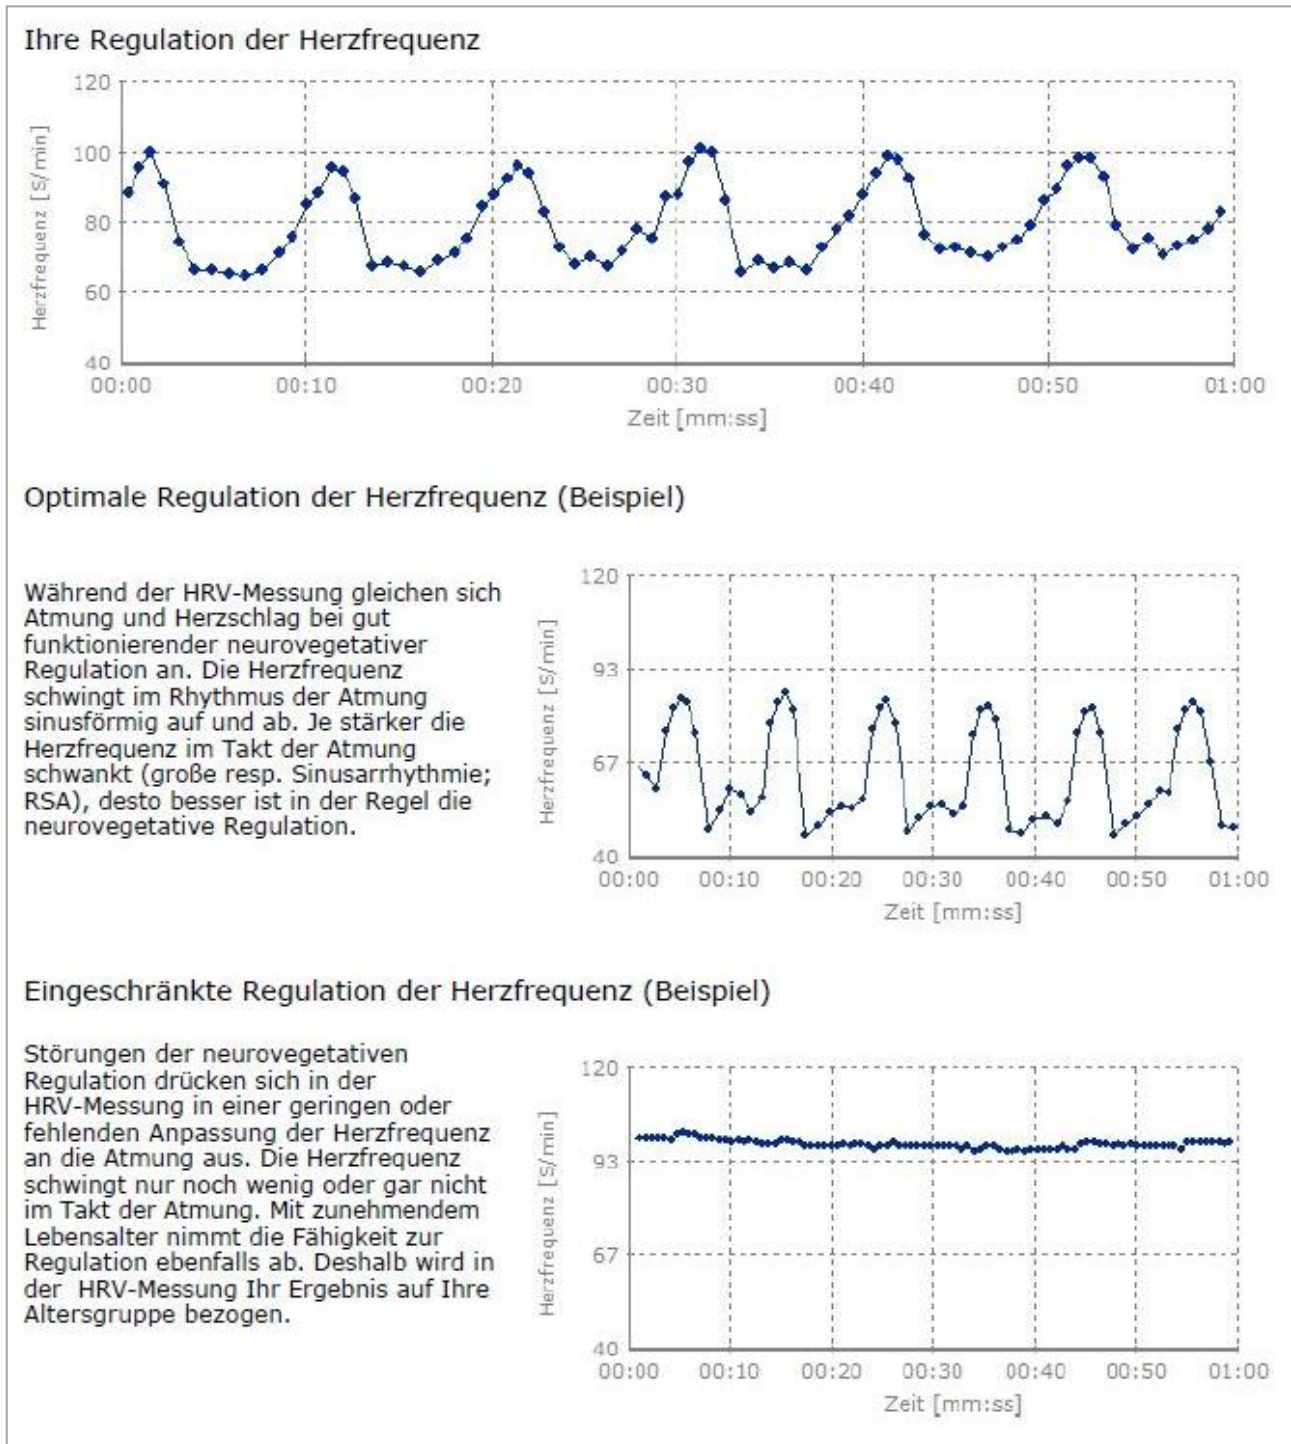 Ihre Regulation der Herzfrequenz
120
100
80
60
40
Herzfrequenz [S/min]
00:00 00:10 00:20 00:30 00:40 00:50 01:00
Zeit [mm:ss]
Optimale Regulation der Herzfrequenz (Beispiel)
Während der HRV-Messung gleichen sich
Atmung und Herzschlag bei gut
funktionierender neurovegetativer
Regulation an. Die Herzfrequenz
schwingt im Rhythmus der Atmung
sinusförmig auf und ab. Je stärker die
Herzfrequenz im Takt der Atmung
schwankt (große resp. Sinusarrhythmie;
RSA), desto besser ist in der Regel die
neurovegetative Regulation.
120
93
67
40
Herzfrequenz [S/min]
00:00 00:10 00:20 00:30 00:40 00:50 01:00
Zeit [mm:ss]
Eingeschränkte Regulation der Herzfrequenz (Beispiel)
Störungen der neurovegetativen
Regulation drücken sich in der
HRV-Messung in einer geringen oder
fehlenden Anpassung der Herzfrequenz
an die Atmung aus. Die Herzfrequenz
schwingt nur noch wenig oder gar nicht
im Takt der Atmung. Mit zunehmendem
Lebensalter nimmt die Fähigkeit zur
Regulation ebenfalls ab. Deshalb wird in
der  HRV-Messung Ihr Ergebnis auf Ihre
Altersgruppe bezogen.
120
93
67
40
Herzfrequenz [S/min]
00:00 00:10 00:20 00:30 00:40 00:50 01:00
Zeit [mm:ss]